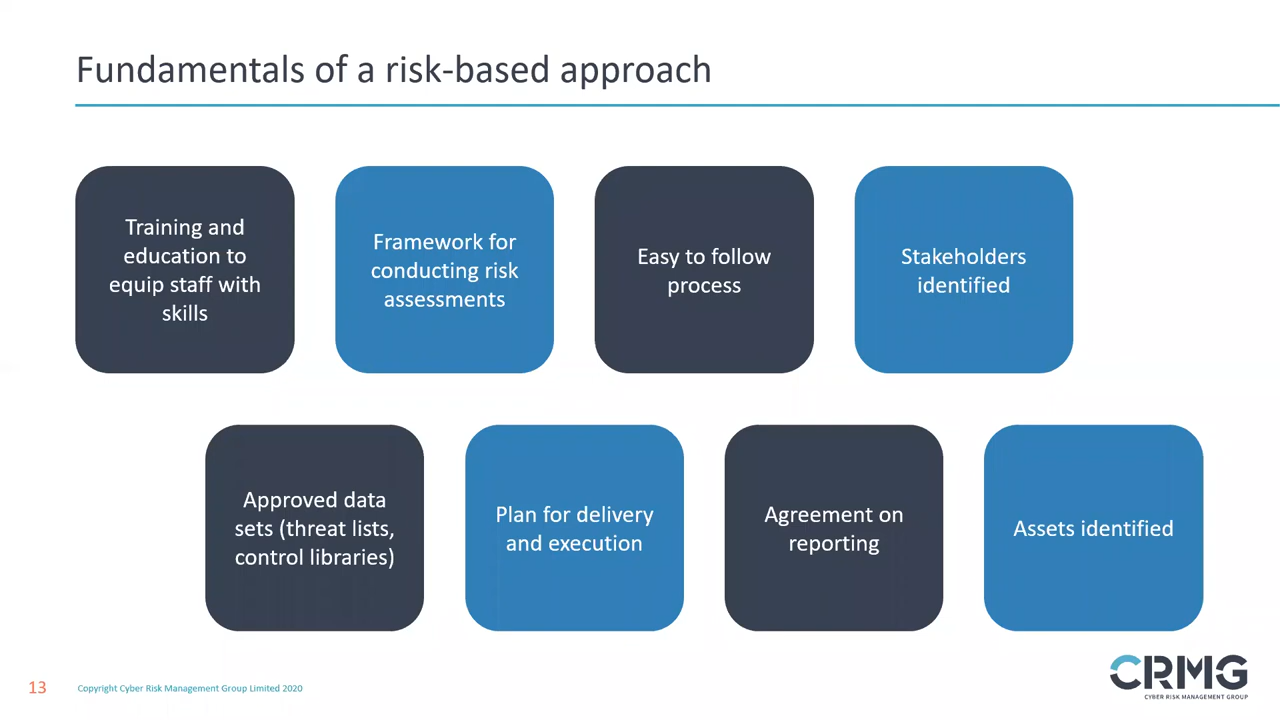 Fundamentals of a risk-based approach
Training and
education to
equip staff with
skills
Framework for
conducting risk
assessments
Easy to follow
process
Stakeholders
identified
Approved data
sets (threat lists,
control libraries)
Plan for delivery
and execution
Agreement on
reporting
Assets identified
13
Copyright Cyber Risk Management Group Limited 2020
CRMG
CYBER RISK MANAGEMENT GROUP